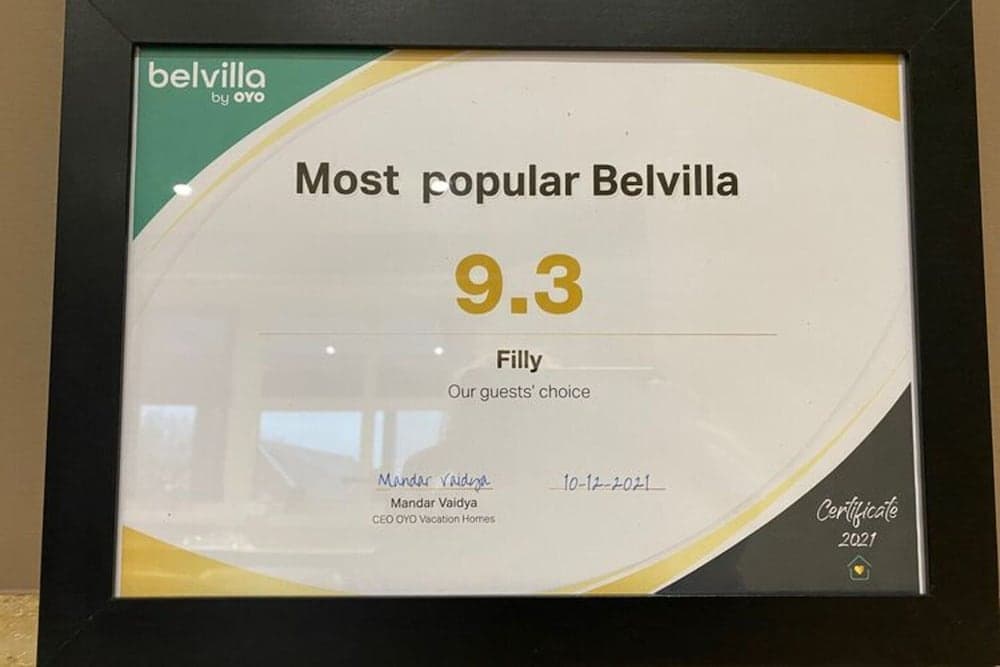 belvilla
by OYO
Most popular Belvilla
9.3
Filly
Our guests' choice
Mandar Vaidya
10-12-2021
Mandar Vaidya
CEO OYO Vacation Homes
Certificate
2021